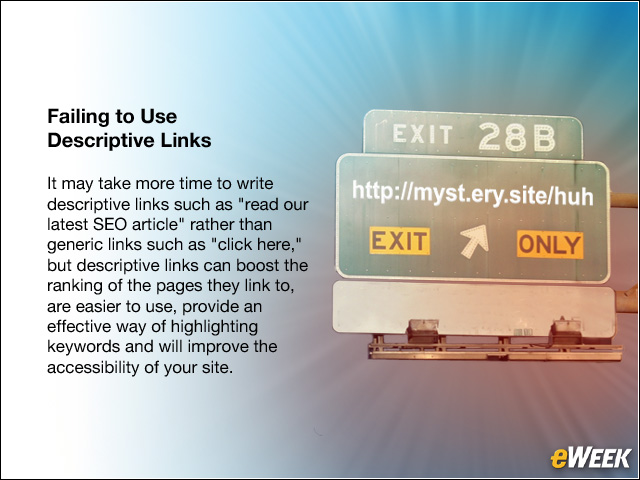 Failing to Use
Descriptive Links
It may take more time to write
descriptive links such as "read our
latest SEO article" rather than
generic links such as "click here,"
but descriptive links can boost the
ranking of the pages they link to,
are easier to use, provide an
effective way of highlighting
keywords and will improve the
accessibility of your site.
EXIT 28B
http://myst.ery.site/huh
EXIT ONLY
eWEEK